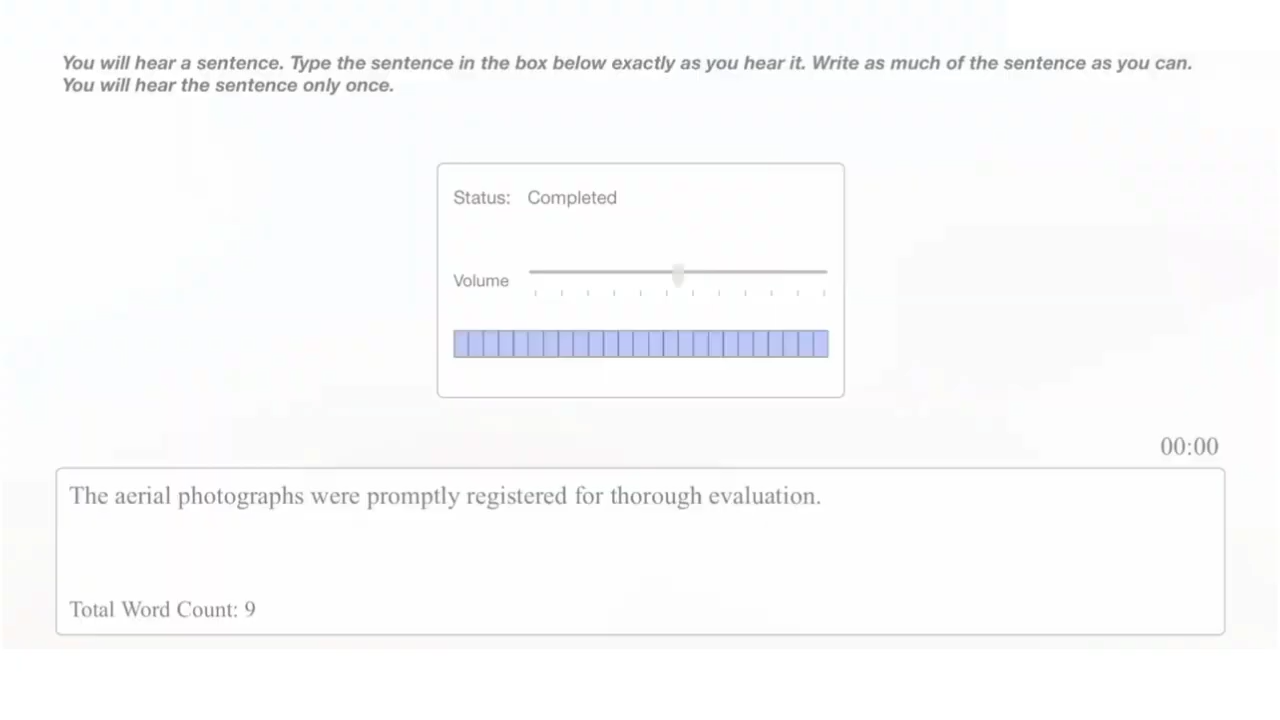 You will hear a sentence. Type the sentence in the box below exactly as you hear it. Write as much of the sentence as you can.
You will hear the sentence only once.
Status: Completed
Volume
00:00
The aerial photographs were promptly registered for thorough evaluation.
Total Word Count: 9